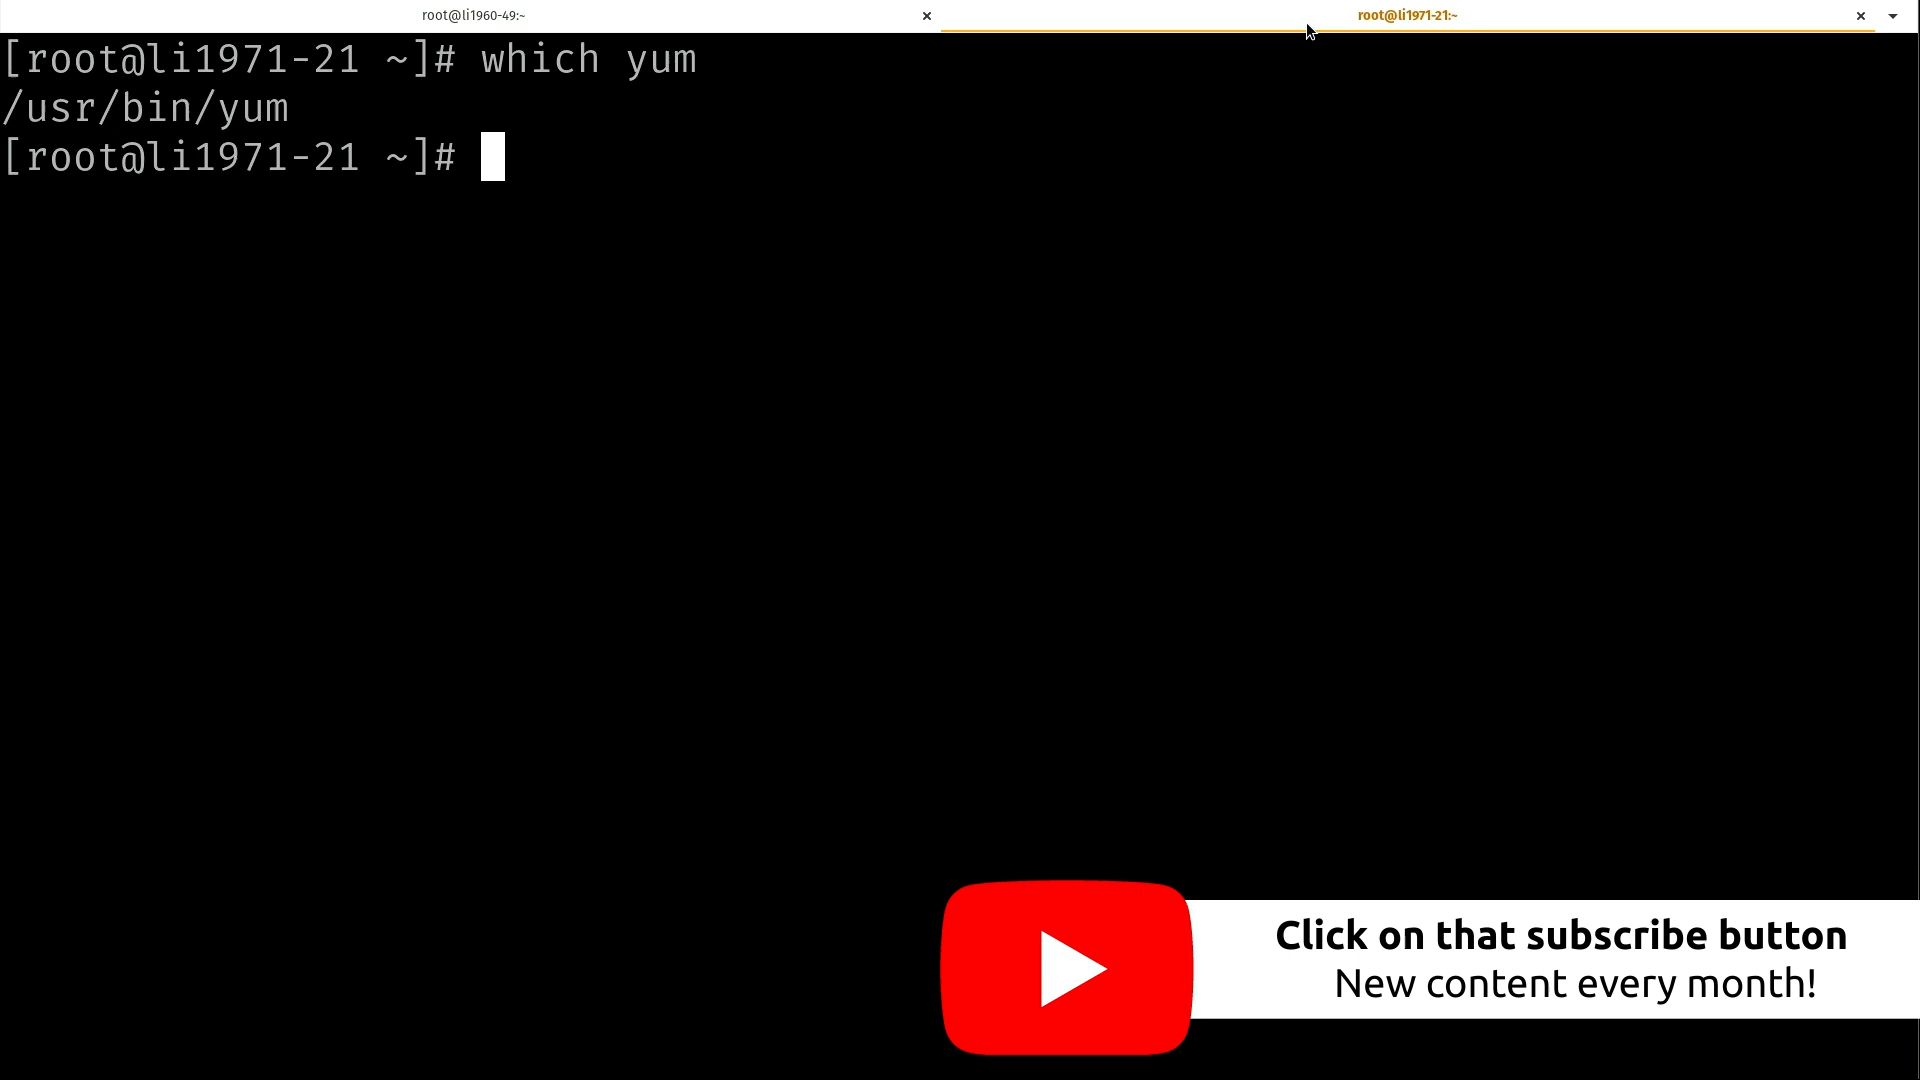 root@li1960-49:~ × root@li1971-21:~ ×
[root@li1971-21 ~]# which yum
/usr/bin/yum
[root@li1971-21 ~]#
Click on that subscribe button
New content every month!